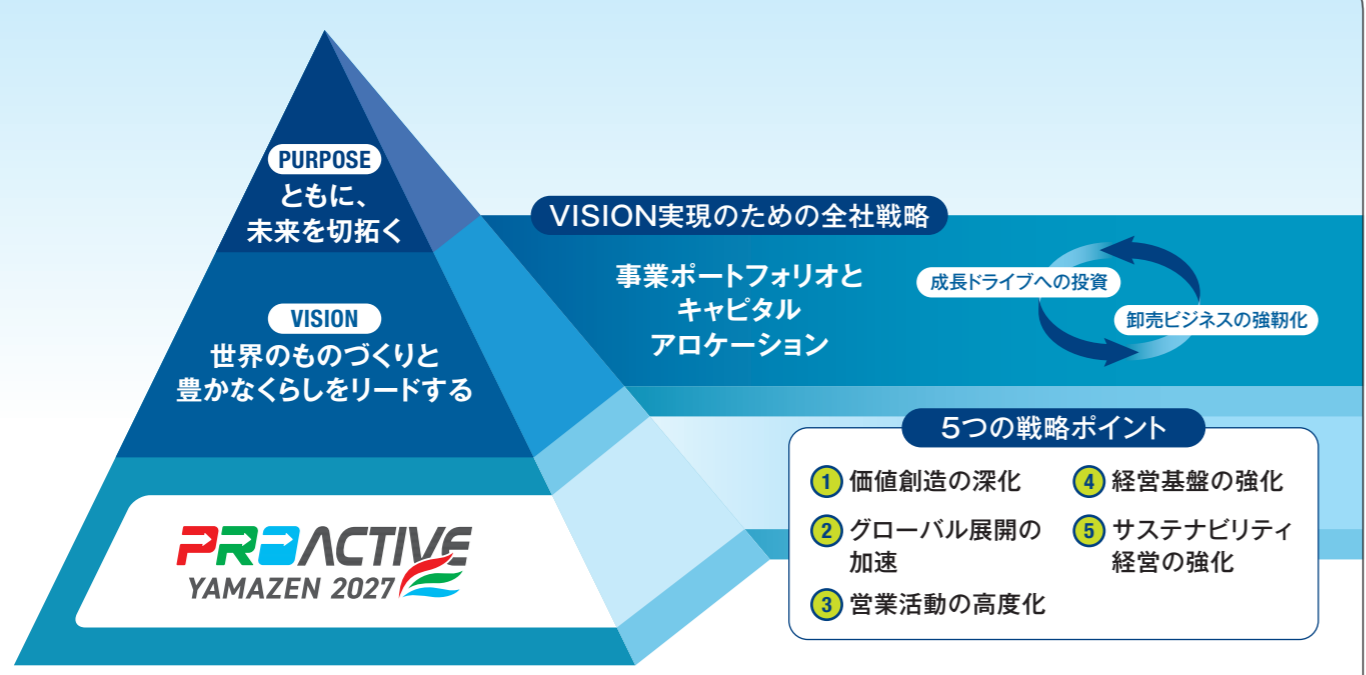 PURPOSE
ともに、
未来を切拓く
VISION
世界のものづくりと
豊かなくらしをリードする
PROACTIVE
YAMAZEN 2027
VISION実現のための全社戦略
事業ポートフォリオと
キャピタル
アロケーション
成長ドライブへの投資
卸売ビジネスの強靭化
5つの戦略ポイント
1 価値創造の深化
2 グローバル展開の
加速
3 営業活動の高度化
4 経営基盤の強化
5 サステナビリティ
経営の強化